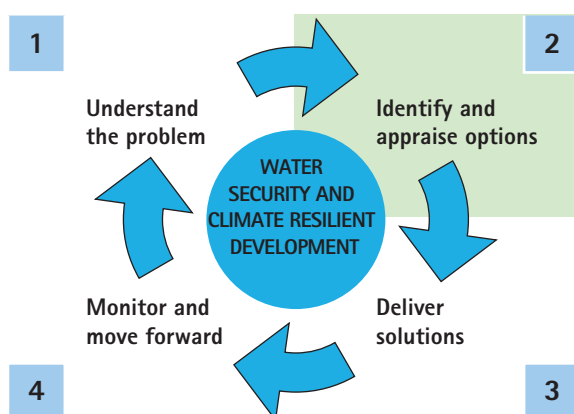 1
2
Understand
the problem
Identify and
appraise options
WATER
SECURITY AND
CLIMATE RESILIENT
DEVELOPMENT
Monitor and
move forward
Deliver
solutions
4
3